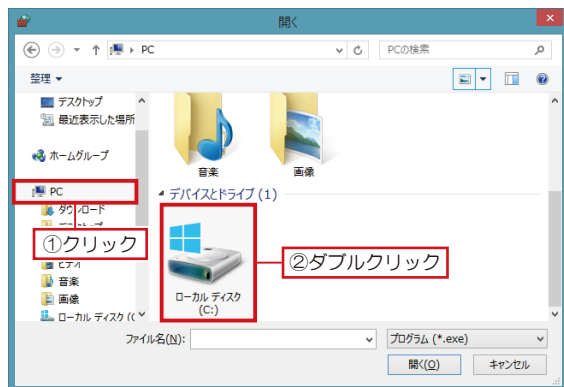 開く
PC
PCの検索
整理
デスクトップ
最近表示した場所
ホームグループ
PC
ダウンロード
①クリック
ビデオ
音楽
画像
ローカル ディスク (C
音楽
画像
デバイスとドライブ (1)
ローカル ディスク
(C:)
②ダブルクリック
ファイル名(N):
プログラム (*.exe)
開く(O)
キャンセル